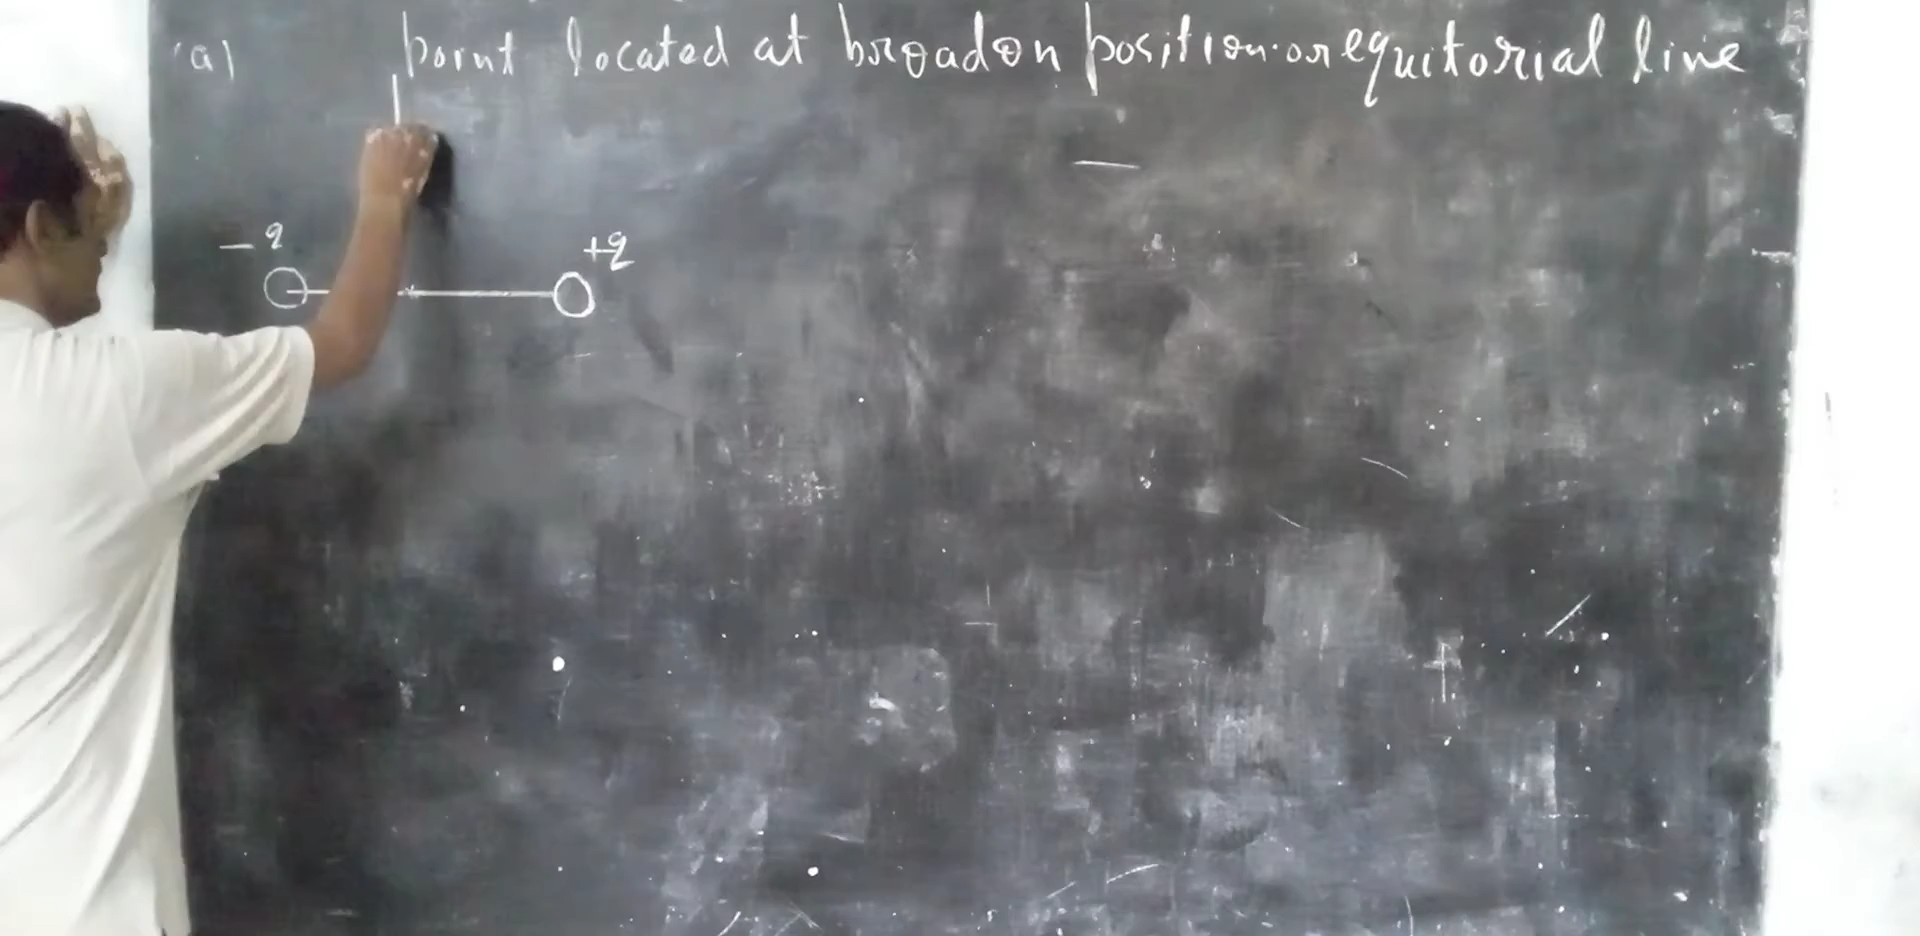 (a) point located at broadon position or equitorial line
-q +q